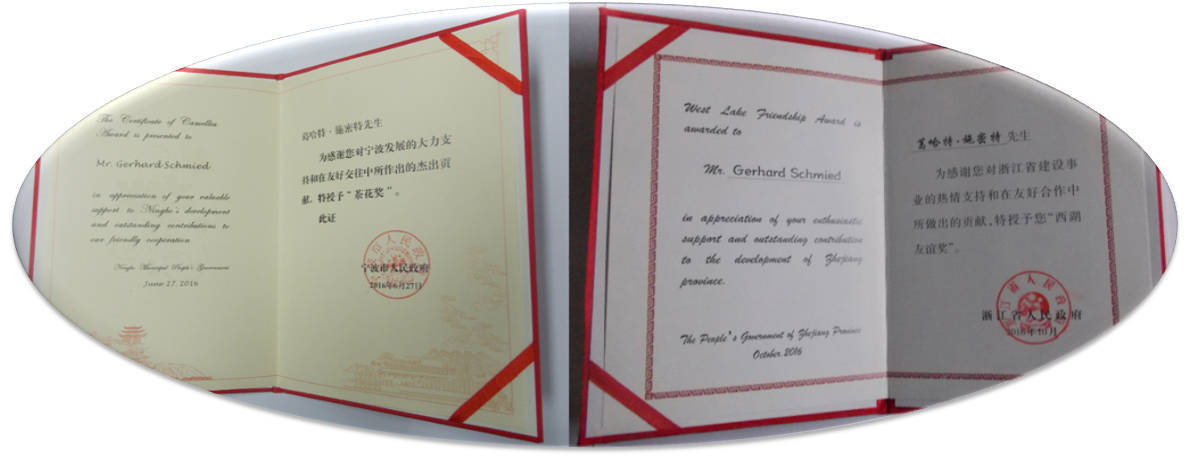 The Certificate of Camellia
Award is presented to
Mr. Gerhard Schmied
in appreciation of your valuable
support to Ningbo's development
and outstanding contributions to
our friendly cooperation
Ningbo Municipal People's Government
June 27, 2016
葛哈特·施密特先生
为感谢您对宁波发展的大力支
持和在友好交往中所作出的杰出贡
献，特授予“茶花奖”。
此证
宁波市人民政府
2016年6月27日
West Lake Friendship Award is
awarded to
Mr. Gerhard Schmied
in appreciation of your enthusiastic
support and outstanding contribution
to the development of Zhejiang
province.
The People's Government of Zhejiang Province
October, 2016
葛哈特·施密特 先生
为感谢您对浙江省建设事
业的热情支持和在友好合作中
所做出的贡献，特授予您“西湖
友谊奖”。
浙江省人民政府
2016年10月